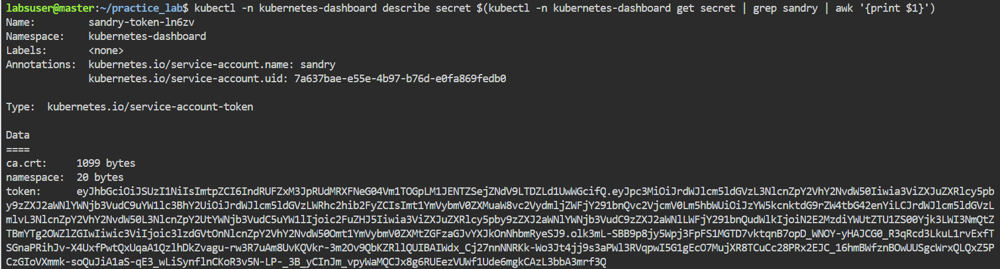 labsuser@master:~/practice_lab$ kubectl -n kubernetes-dashboard describe secret $(kubectl -n kubernetes-dashboard get secret | grep sandry | awk '{print $1}')
Name:         sandry-token-ln6zv
Namespace:    kubernetes-dashboard
Labels:       <none>
Annotations:  kubernetes.io/service-account.name: sandry
              kubernetes.io/service-account.uid: 7a637bae-e55e-4b97-b76d-e0fa869fedb0

Type:  kubernetes.io/service-account-token

Data
====
ca.crt:     1099 bytes
namespace:  20 bytes
token:      eyJhbGciOiJSUzI1NiIsImtpZCI6IndRUFZxM3JpRUdMRXFNeG04Vm1TOGpLM1JENTZSejZNdV9LTDZLd1UwWGcifQ.eyJpc3MiOiJrdWJlcm5ldGVzL3NlcnZpY2VhY2NvdW50Iiwia3ViZXJuZXRlcy5pb
y9zZXJ2aWNlYWNjb3VudC9uYW1lc3BhY2UiOiJrdWJlcm5ldGVzLWRhc2hib2FyZCIsImt1YmVybmV0ZXMuaW8vc2VydmljZWFjY291bnQvc2VjcmV0Lm5hbWUiOiJzYW5kcnktdG9rZW4tbG42enYiLCJrdWJlcm5ldGVzL
mlvL3NlcnZpY2VhY2NvdW50L3NlcnZpY2UtYWNjb3VudC5uYW1lIjoic2FuZHJ5Iiwia3ViZXJuZXRlcy5pby9zZXJ2aWNlYWNjb3VudC9zZXJ2aWNlLWFjY291bnQudWlkIjoiN2E2MzdiYWUtZTU1ZS00Yjk3LWI3NmQtZ
TBmYTg2OWZlZGIwIiwic3ViIjoic3lzdGVtOnNlcnZpY2VhY2NvdW50Omt1YmVybmV0ZXMtZGFzaGJvYXJkOnNhbmRyeSJ9.olk3mL-SBB9p8jy5Wpj3FpFS1MGTD7vktqnB7opD_WNOY-yHAJCG0_R3qRcd3LkuL1rvExfT
SGnaPRihJv-X4UxfPwtQxUqaA1QzlhDkZvagu-rw3R7uAm8UvKQVkr-3m2Ov9QbKZRllQUIBAIWdx_Cj27nnNNRKk-Wo3Jt4jj9s3aPWl3RVqpwI5G1gEcO7MujXR8TCuCc28PRx2EJC_16hmBWfznBOwUUSgcWrxQLQxZ5P
CzGIoVXmmk-soQuJiA1aS-qE3_wLiSynflnCKoR3v5N-LP-_3B_yCInJm_vpyWaMQCJx8g6RUEezVUWf1Ude6mgkCAzL3bbA3mrf3Q